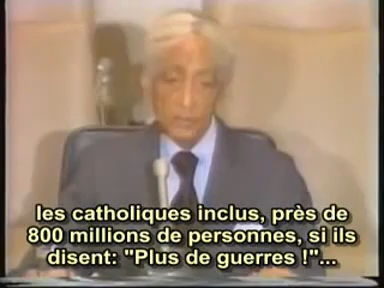 les catholiques inclus, près de
800 millions de personnes, si ils
disent: "Plus de guerres !"...